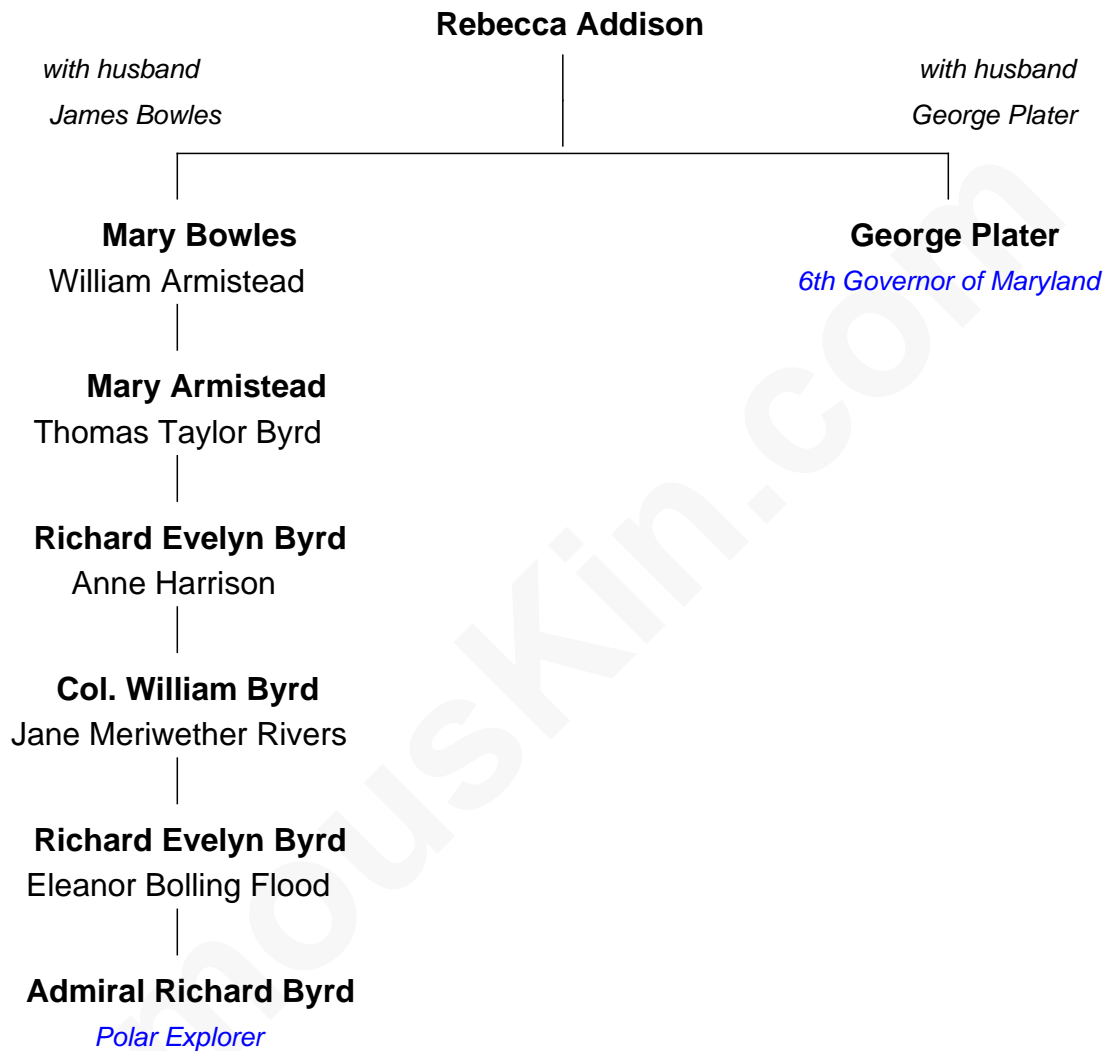 Rebecca Addison
with husband
James Bowles
with husband
George Plater
Mary Bowles
William Armistead
George Plater
6th Governor of Maryland
Mary Armistead
Thomas Taylor Byrd
Richard Evelyn Byrd
Anne Harrison
Col. William Byrd
Jane Meriwether Rivers
Richard Evelyn Byrd
Eleanor Bolling Flood
Admiral Richard Byrd
Polar Explorer
mousKin.com